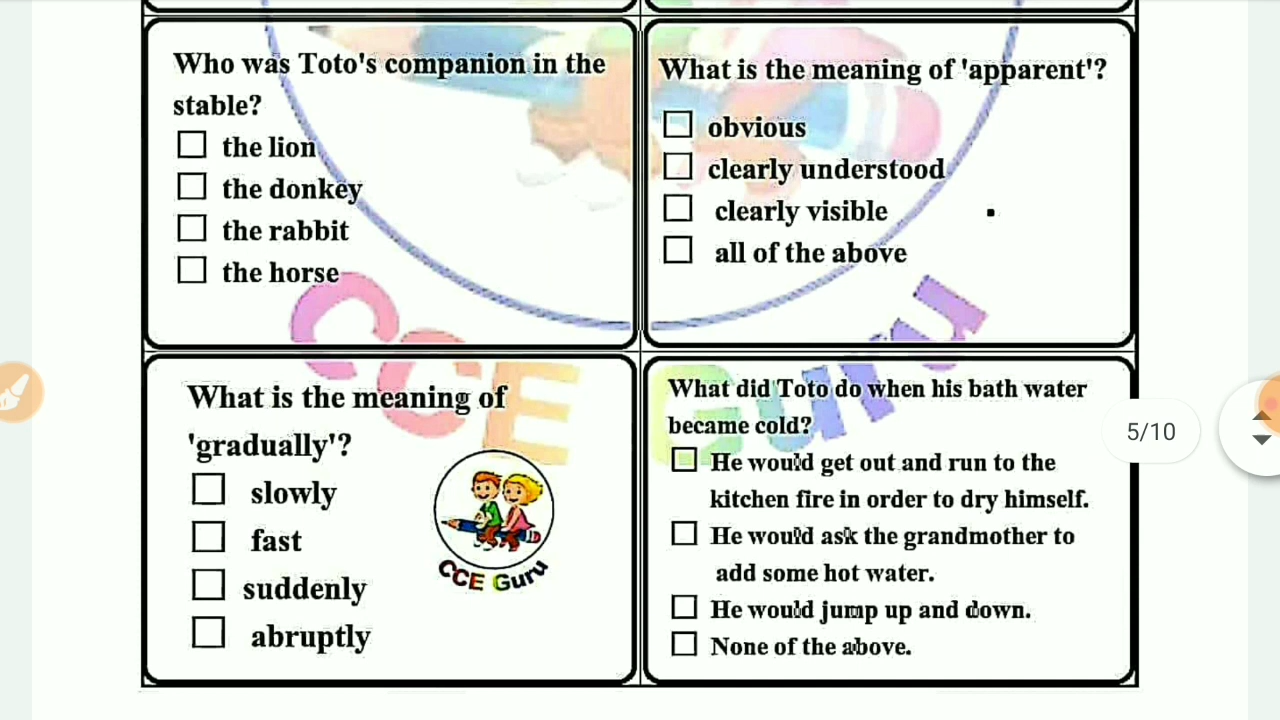 Who was Toto's companion in the
stable?
the lion
the donkey
the rabbit
the horse
What is the meaning of 'apparent'?
obvious
clearly understood
clearly visible
all of the above
What is the meaning of
'gradually'?
slowly
fast
suddenly
abruptly
CCE Guru
What did Toto do when his bath water
became cold?
He would get out and run to the
kitchen fire in order to dry himself.
He would ask the grandmother to
add some hot water.
He would jump up and down.
None of the above.
CCE Guru
5/10